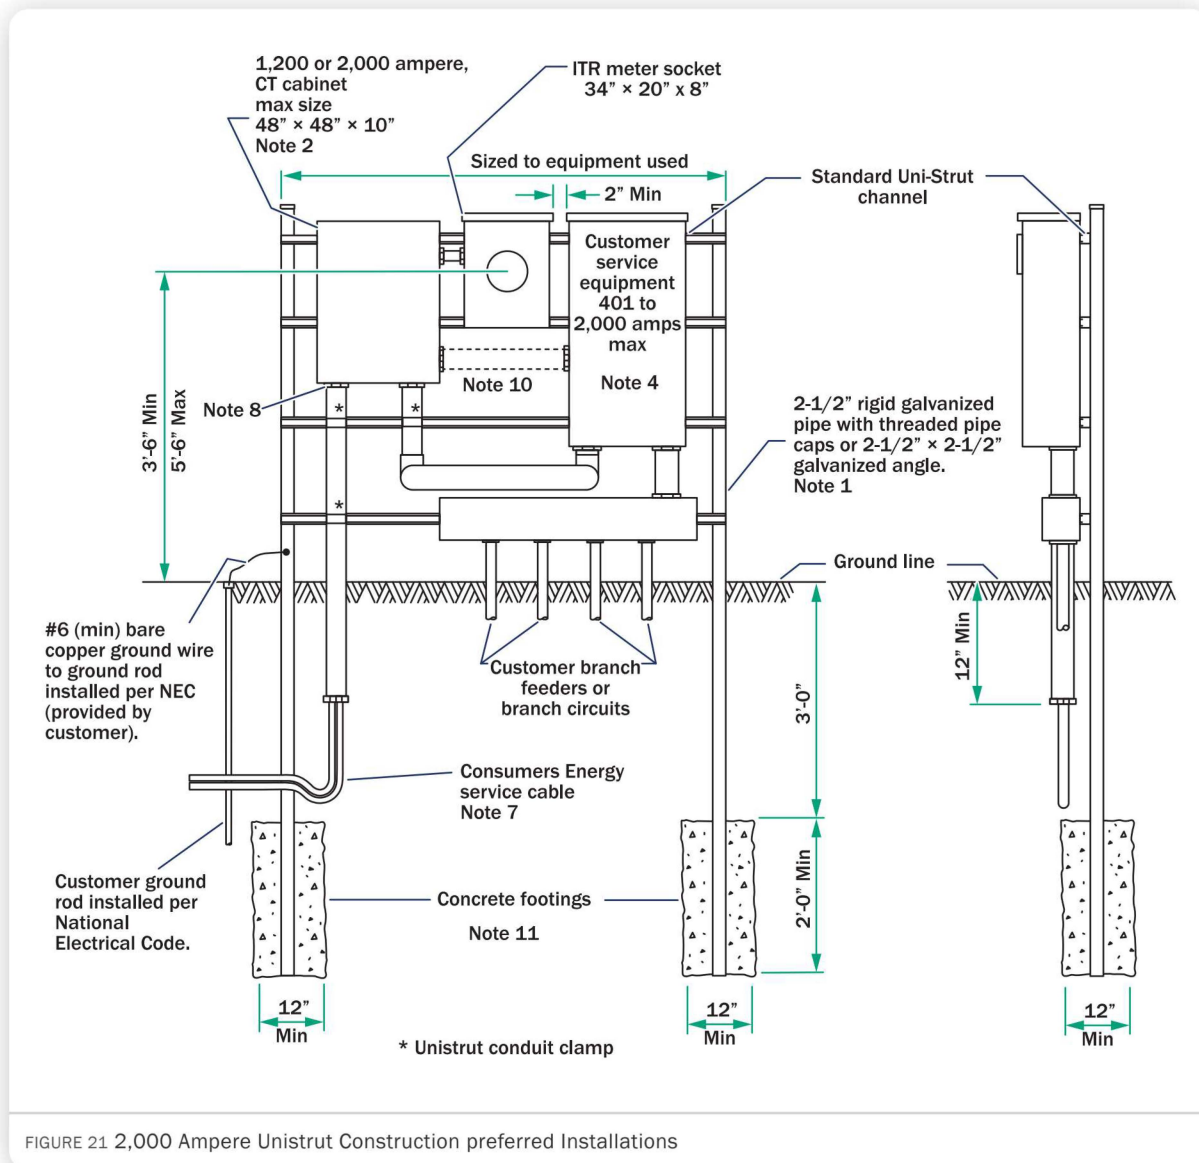 1,200 or 2,000 ampere,
CT cabinet
max size
48” × 48” × 10”
Note 2
ITR meter socket
34” × 20” x 8”
Sized to equipment used
2” Min
Standard Uni-Strut
channel
Customer
service
equipment
401 to
2,000 amps
max
Note 4
Note 10
Note 8
3’-6” Min
5’-6” Max
*
*
*
2-1/2” rigid galvanized
pipe with threaded pipe
caps or 2-1/2” × 2-1/2”
galvanized angle.
Note 1
Ground line
#6 (min) bare
copper ground wire
to ground rod
installed per NEC
(provided by
customer).
Customer branch
feeders or
branch circuits
3’-0”
12” Min
Consumers Energy
service cable
Note 7
Customer ground
rod installed per
National
Electrical Code.
Concrete footings
Note 11
2’-0” Min
12”
Min
12”
Min
12”
Min
* Unistrut conduit clamp
FIGURE 21 2,000 Ampere Unistrut Construction preferred Installations